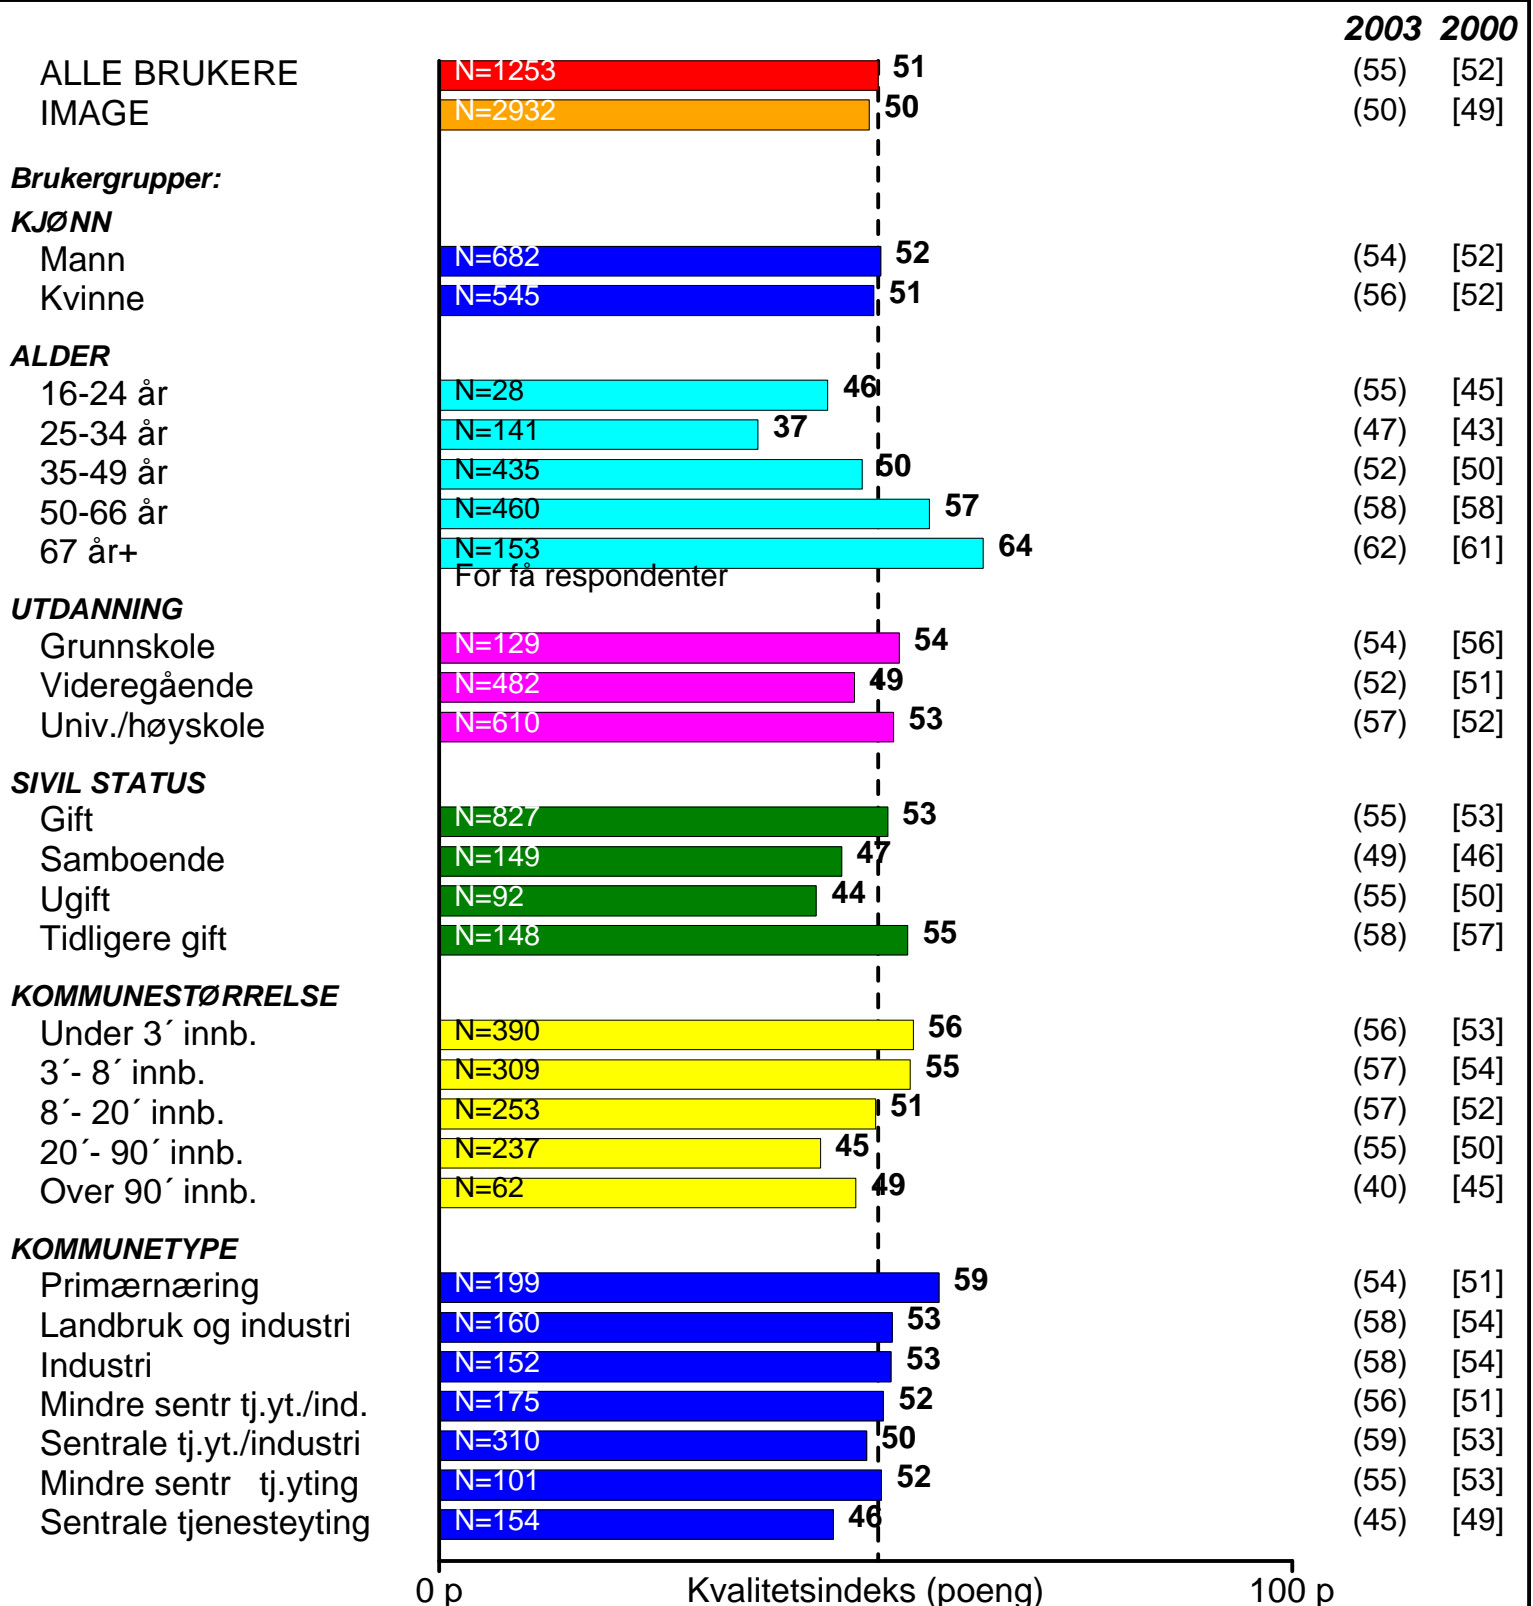 2003 2000
ALLE BRUKERE N=1253 51 (55) [52]
IMAGE N=2932 50 (50) [49]
Brukergrupper:
KJØNN
Mann N=682 52 (54) [52]
Kvinne N=545 51 (56) [52]
ALDER
16-24 år N=28 46 (55) [45]
25-34 år N=141 37 (47) [43]
35-49 år N=435 50 (52) [50]
50-66 år N=460 57 (58) [58]
67 år+ N=153 64 (62) [61]
For få respondenter
UTDANNING
Grunnskole N=129 54 (54) [56]
Videregående N=482 49 (52) [51]
Univ./høyskole N=610 53 (57) [52]
SIVIL STATUS
Gift N=827 53 (55) [53]
Samboende N=149 47 (49) [46]
Ugift N=92 44 (55) [50]
Tidligere gift N=148 55 (58) [57]
KOMMUNESTØRRELSE
Under 3´ innb. N=390 56 (56) [53]
3´- 8´ innb. N=309 55 (57) [54]
8´- 20´ innb. N=253 51 (57) [52]
20´- 90´ innb. N=237 45 (55) [50]
Over 90´ innb. N=62 49 (40) [45]
KOMMUNETYPE
Primærnæring N=199 59 (54) [51]
Landbruk og industri N=160 53 (58) [54]
Industri N=152 53 (58) [54]
Mindre sentr tj.yt./ind. N=175 52 (56) [51]
Sentrale tj.yt./industri N=310 50 (59) [53]
Mindre sentr tj.yting N=101 52 (55) [53]
Sentrale tjenesteyting N=154 46 (45) [49]
0 p Kvalitetsindeks (poeng) 100 p